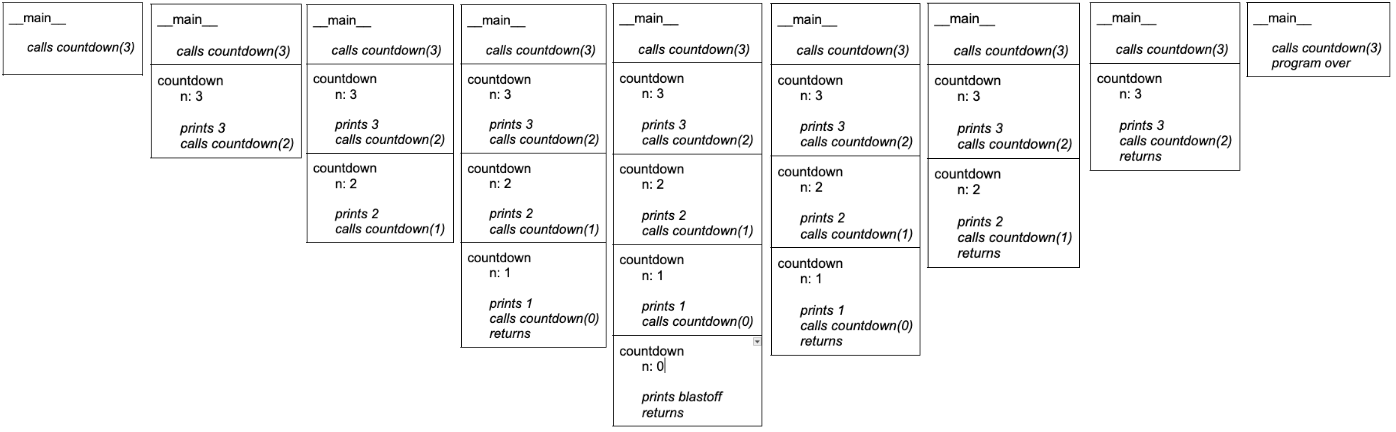 __main__
calls countdown(3)
__main__
calls countdown(3)
countdown
n: 3
prints 3
calls countdown(2)
__main__
calls countdown(3)
countdown
n: 3
prints 3
calls countdown(2)
countdown
n: 2
prints 2
calls countdown(1)
__main__
calls countdown(3)
countdown
n: 3
prints 3
calls countdown(2)
countdown
n: 2
prints 2
calls countdown(1)
countdown
n: 1
prints 1
calls countdown(0)
returns
__main__
calls countdown(3)
countdown
n: 3
prints 3
calls countdown(2)
countdown
n: 2
prints 2
calls countdown(1)
countdown
n: 1
prints 1
calls countdown(0)
countdown
n: 0
prints blastoff
returns
__main__
calls countdown(3)
countdown
n: 3
prints 3
calls countdown(2)
countdown
n: 2
prints 2
calls countdown(1)
countdown
n: 1
prints 1
calls countdown(0)
returns
__main__
calls countdown(3)
countdown
n: 3
prints 3
calls countdown(2)
countdown
n: 2
prints 2
calls countdown(1)
returns
__main__
calls countdown(3)
countdown
n: 3
prints 3
calls countdown(2)
returns
__main__
calls countdown(3)
program over